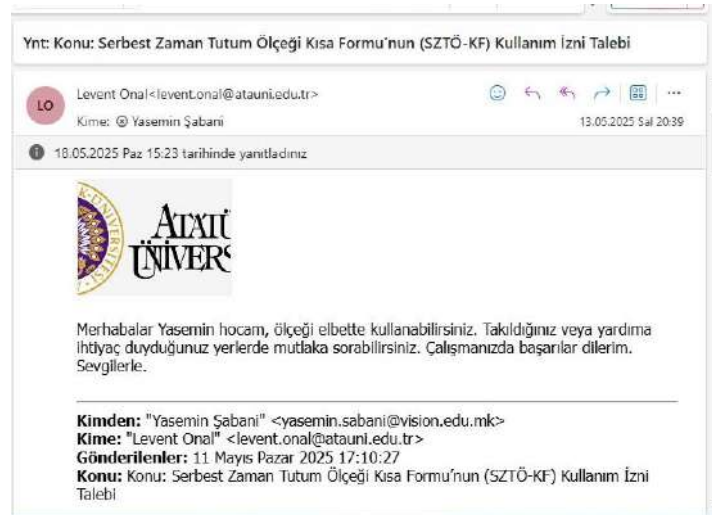 Ynt: Konu: Serbest Zaman Tutum Ölçeği Kısa Formu'nun (SZTÖ-KF) Kullanım İzni Talebi
LO
Levent Onal<levent.onal@atauni.edu.tr>
Kime: Yasemin Şabani
13.05.2025 Sal 20:39
18.05.2025 Paz 15:23 tarihinde yanıtladınız
ATATÜ
ÜNİVERS
Merhabalar Yasemin hocam, ölçeği elbette kullanabilirsiniz. Takıldığınız veya yardıma
ihtiyaç duyduğunuz yerlerde mutlaka sorabilirsiniz. Çalışmanızda başarılar dilerim.
Sevgilerle.
Kimden: "Yasemin Şabani" <yasemin.sabani@vision.edu.mk>
Kime: "Levent Onal" <levent.onal@atauni.edu.tr>
Gönderilenler: 11 Mayıs Pazar 2025 17:10:27
Konu: Konu: Serbest Zaman Tutum Ölçeği Kısa Formu'nun (SZTÖ-KF) Kullanım İzni
Talebi